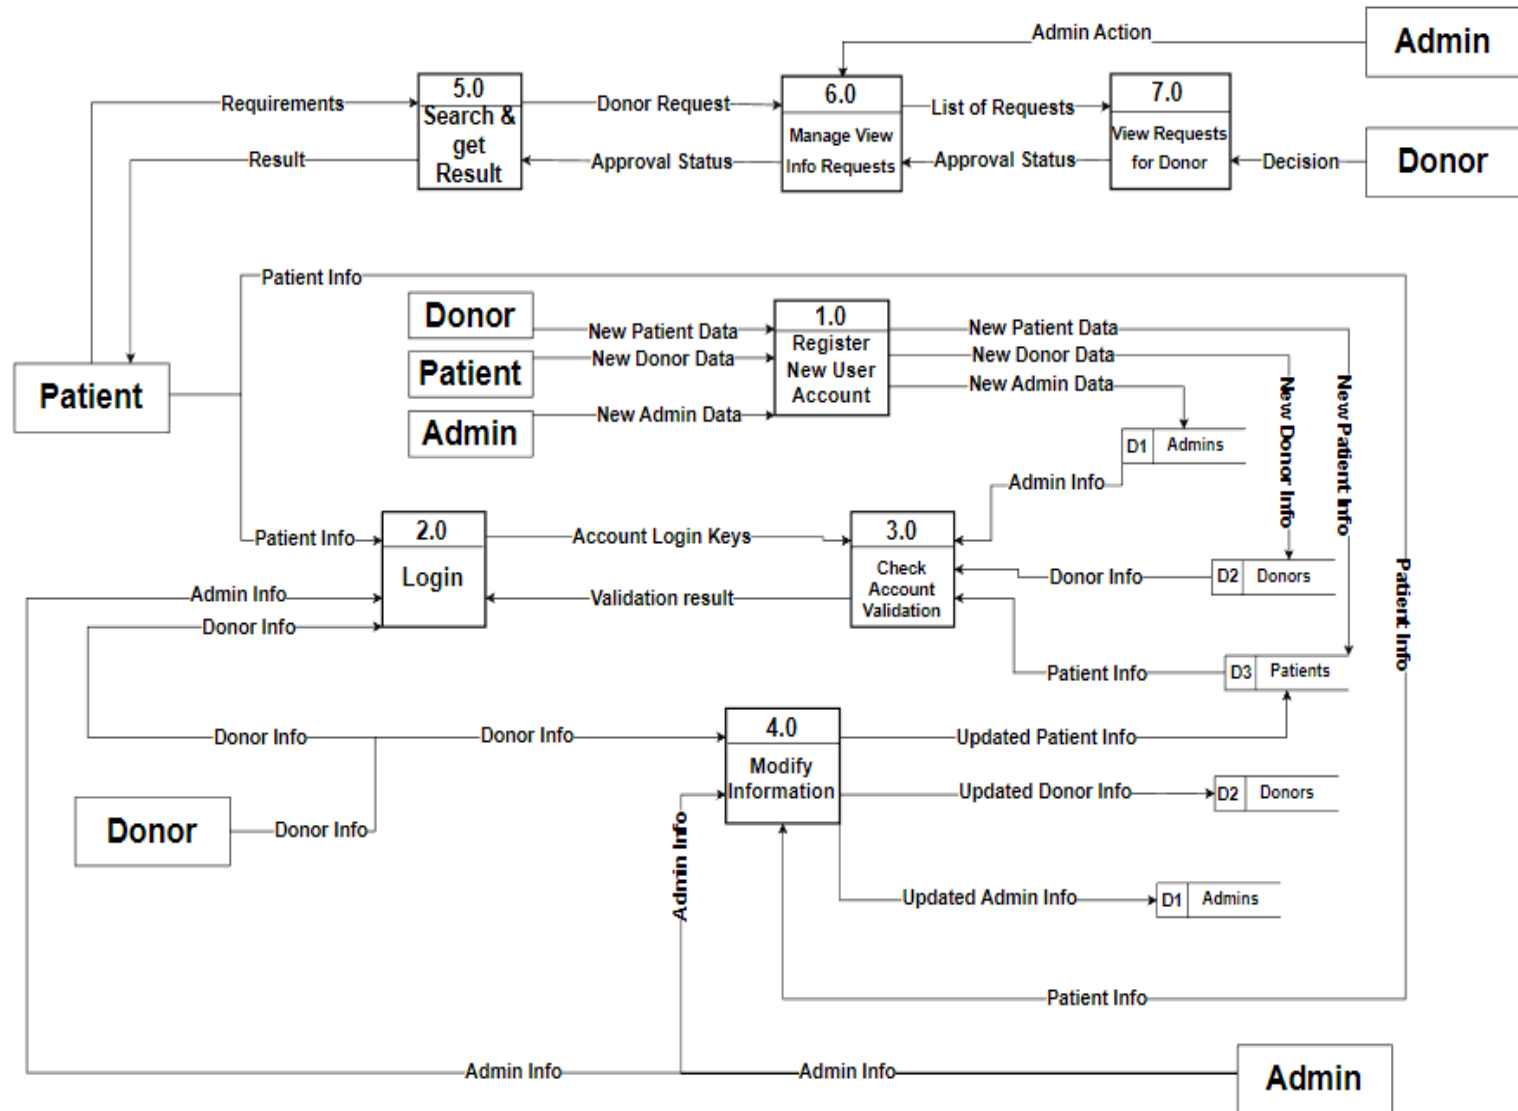 Admin Action
Admin
5.0
Search &
get
Result
Requirements
Donor Request
6.0
Manage View
Info Requests
List of Requests
7.0
View Requests
for Donor
Result
Approval Status
Approval Status
Decision
Donor
Patient Info
Donor
New Patient Data
1.0
Register
New User
Account
New Patient Data
Patient
New Donor Data
New Donor Data
Admin
New Admin Data
New Admin Data
Patient
New Donor Info
New Patient Info
D1 Admins
Admin Info
Patient Info
2.0
Login
Account Login Keys
3.0
Check
Account
Validation
Donor Info
D2 Donors
Admin Info
Validation result
Donor Info
Patient Info
Patient Info
D3 Patients
Donor Info
Donor Info
4.0
Modify
Information
Updated Patient Info
Updated Donor Info
D2 Donors
Donor
Donor Info
Admin Info
Updated Admin Info
D1 Admins
Patient Info
Admin Info
Admin Info
Admin